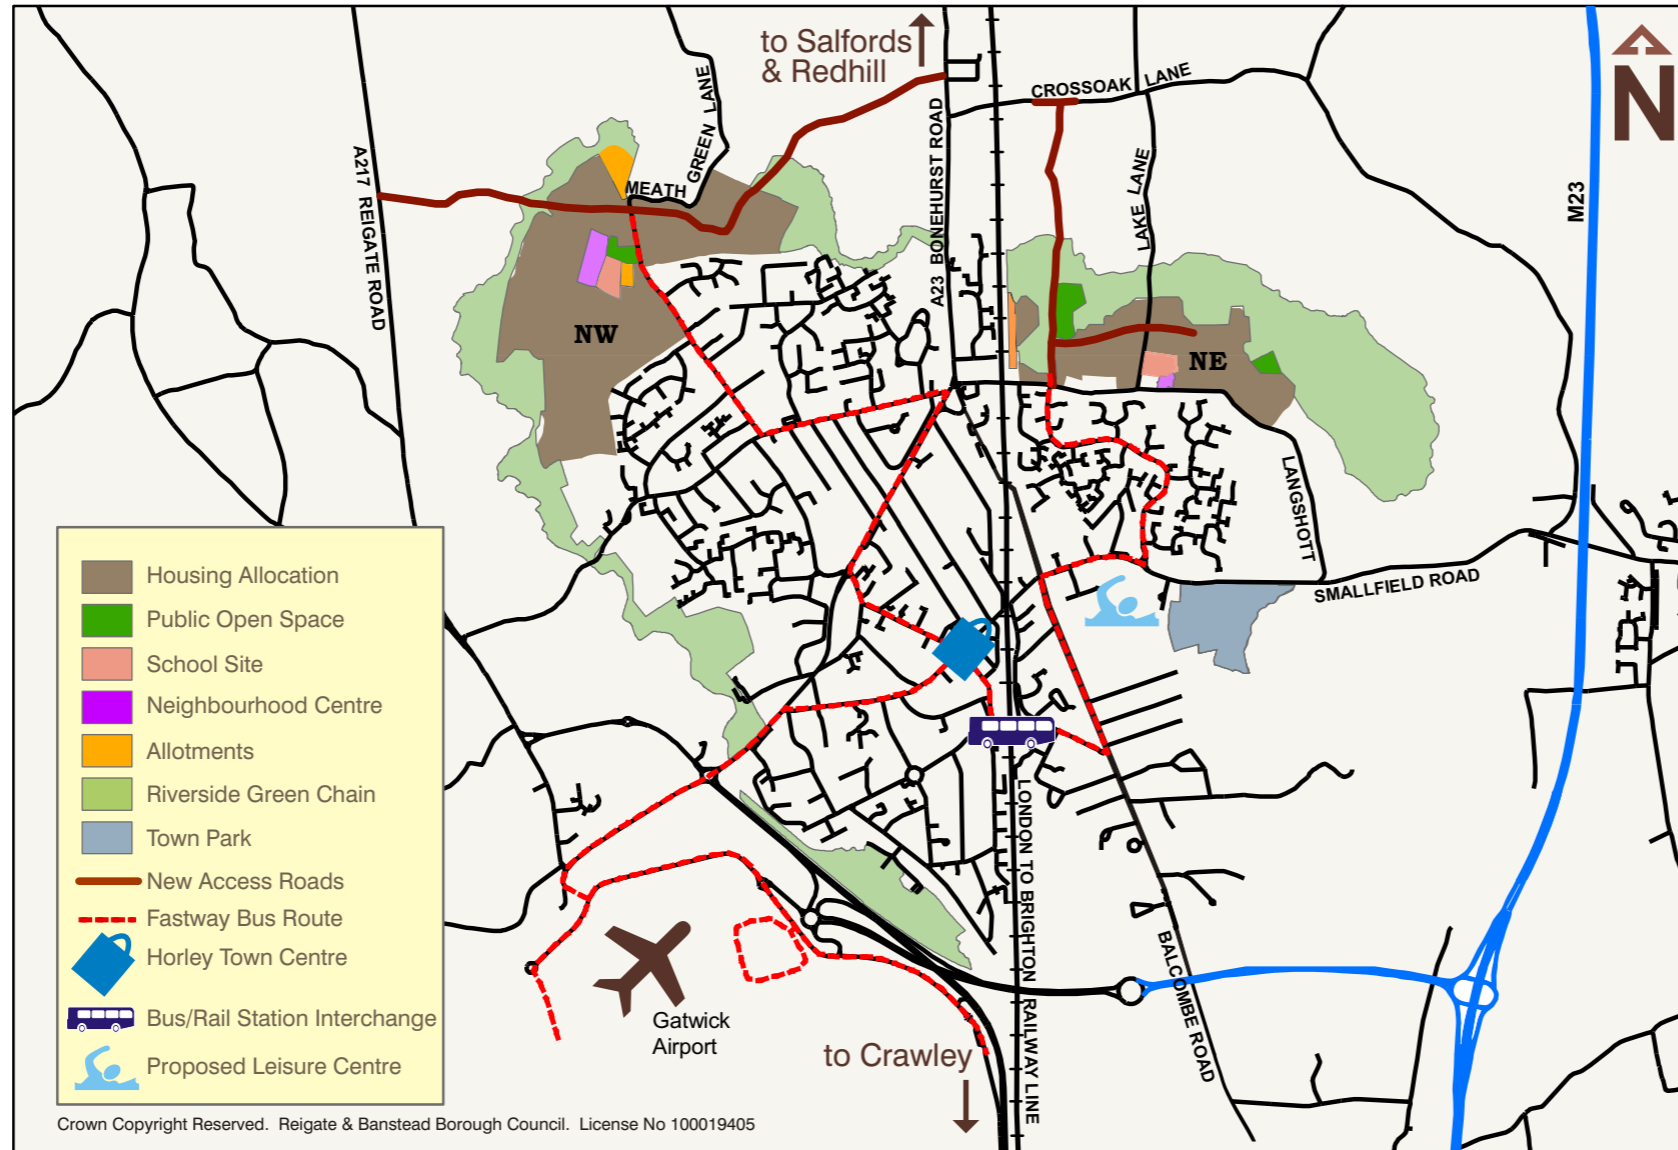 to Salfords
& Redhill
N
CROSSOAK LANE
MEATH GREEN LANE
A217 REIGATE ROAD
A23 BONEHURST ROAD
LAKE LANE
M23
NW
NE
LANGSHOTT
SMALLFIELD ROAD
Housing Allocation
Public Open Space
School Site
Neighbourhood Centre
Allotments
Riverside Green Chain
Town Park
New Access Roads
Fastway Bus Route
Horley Town Centre
Bus/Rail Station Interchange
Proposed Leisure Centre
LONDON TO BRIGHTON RAILWAY LINE
BALCOMBE ROAD
Gatwick
Airport
to Crawley
Crown Copyright Reserved. Reigate & Banstead Borough Council. License No 100019405